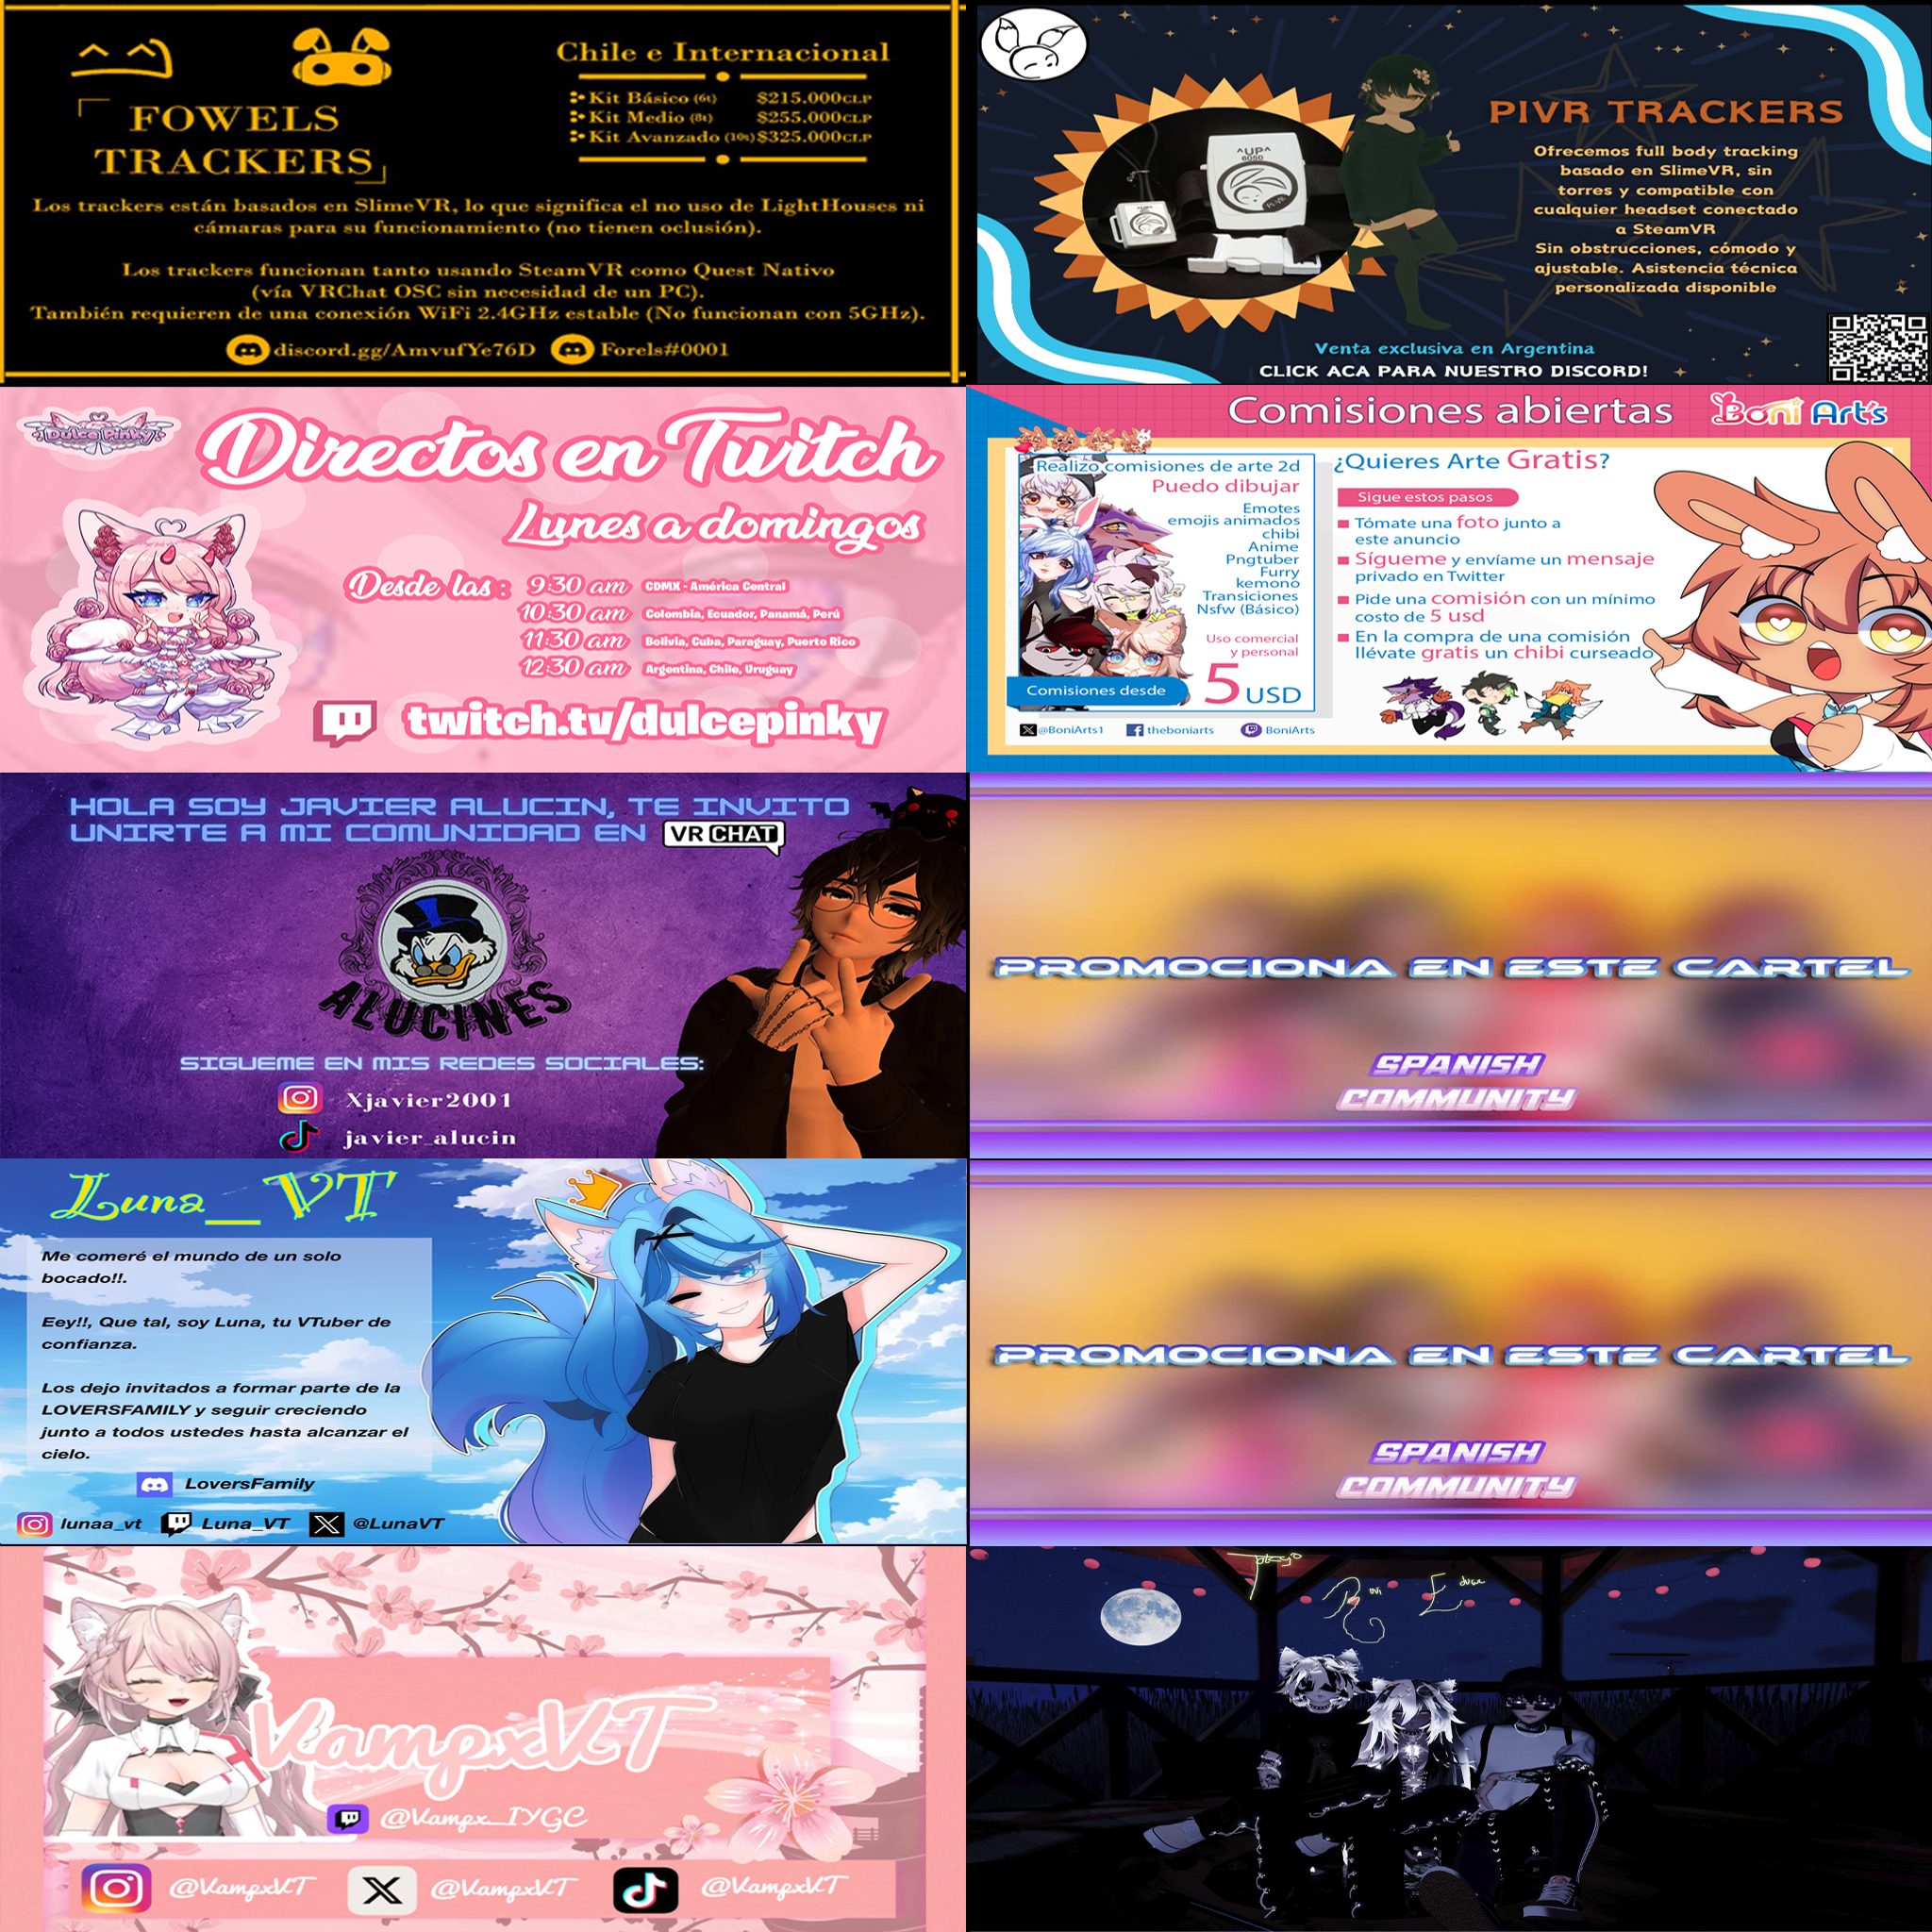 FOWELS
TRACKERS
Chile e Internacional
Kit Básico (6t) $215.000CLP
Kit Medio (8t) $255.000CLP
Kit Avanzado (10t) $325.000CLP
Los trackers están basados en SlimeVR, lo que significa el no uso de LightHouses ni
cámaras para su funcionamiento (no tienen oclusión).
Los trackers funcionan tanto usando SteamVR como Quest Nativo
(vía VRChat OSC sin necesidad de un PC).
También requieren de una conexión WiFi 2.4GHz estable (No funcionan con 5GHz).
discord.gg/AmvufYe76D Forels#0001
^UP^
6050
PI-VR
PIVR TRACKERS
Ofrecemos full body tracking
basado en SlimeVR, sin
torres y compatible con
cualquier headset conectado
a SteamVR
Sin obstrucciones, cómodo y
ajustable. Asistencia técnica
personalizada disponible
Venta exclusiva en Argentina
CLICK ACA PARA NUESTRO DISCORD!
Dulce Pinky
Directos en Twitch
Lunes a domingos
Desde las: 9:30 am CDMX - América Central
10:30 am Colombia, Ecuador, Panamá, Perú
11:30 am Bolivia, Cuba, Paraguay, Puerto Rico
12:30 am Argentina, Chile, Uruguay
twitch.tv/dulcepinky
Comisiones abiertas
Boni Art's
Realizo comisiones de arte 2d
Puedo dibujar
Emotes
emojis animados
chibi
Anime
Pngtuber
Furry
kemono
Transiciones
Nsfw (Básico)
Uso comercial
y personal
Comisiones desde 5 USD
@BoniArts1 theboniarts BoniArts
¿Quieres Arte Gratis?
Sigue estos pasos
Tómate una foto junto a
este anuncio
Sígueme y envíame un mensaje
privado en Twitter
Pide una comisión con un mínimo
costo de 5 usd
En la compra de una comisión
llévate gratis un chibi curseado
HOLA SOY JAVIER ALUCIN, TE INVITO
UNIRTE A MI COMUNIDAD EN VRCHAT
ALUCINES
SIGUEME EN MIS REDES SOCIALES:
Xjavier2001
javier_alucin
PROMOCIONA EN ESTE CARTEL
SPANISH
COMMUNITY
Luna_VT
Me comeré el mundo de un solo
bocado!!.
Eey!!, Que tal, soy Luna, tu VTuber de
confianza.
Los dejo invitados a formar parte de la
LOVERSFAMILY y seguir creciendo
junto a todos ustedes hasta alcanzar el
cielo.
LoversFamily
lunaa_vt Luna_VT @LunaVT
PROMOCIONA EN ESTE CARTEL
SPANISH
COMMUNITY
VampxVT
@Vampx_IYGC
@VampxVT @VampxVT @VampxVT